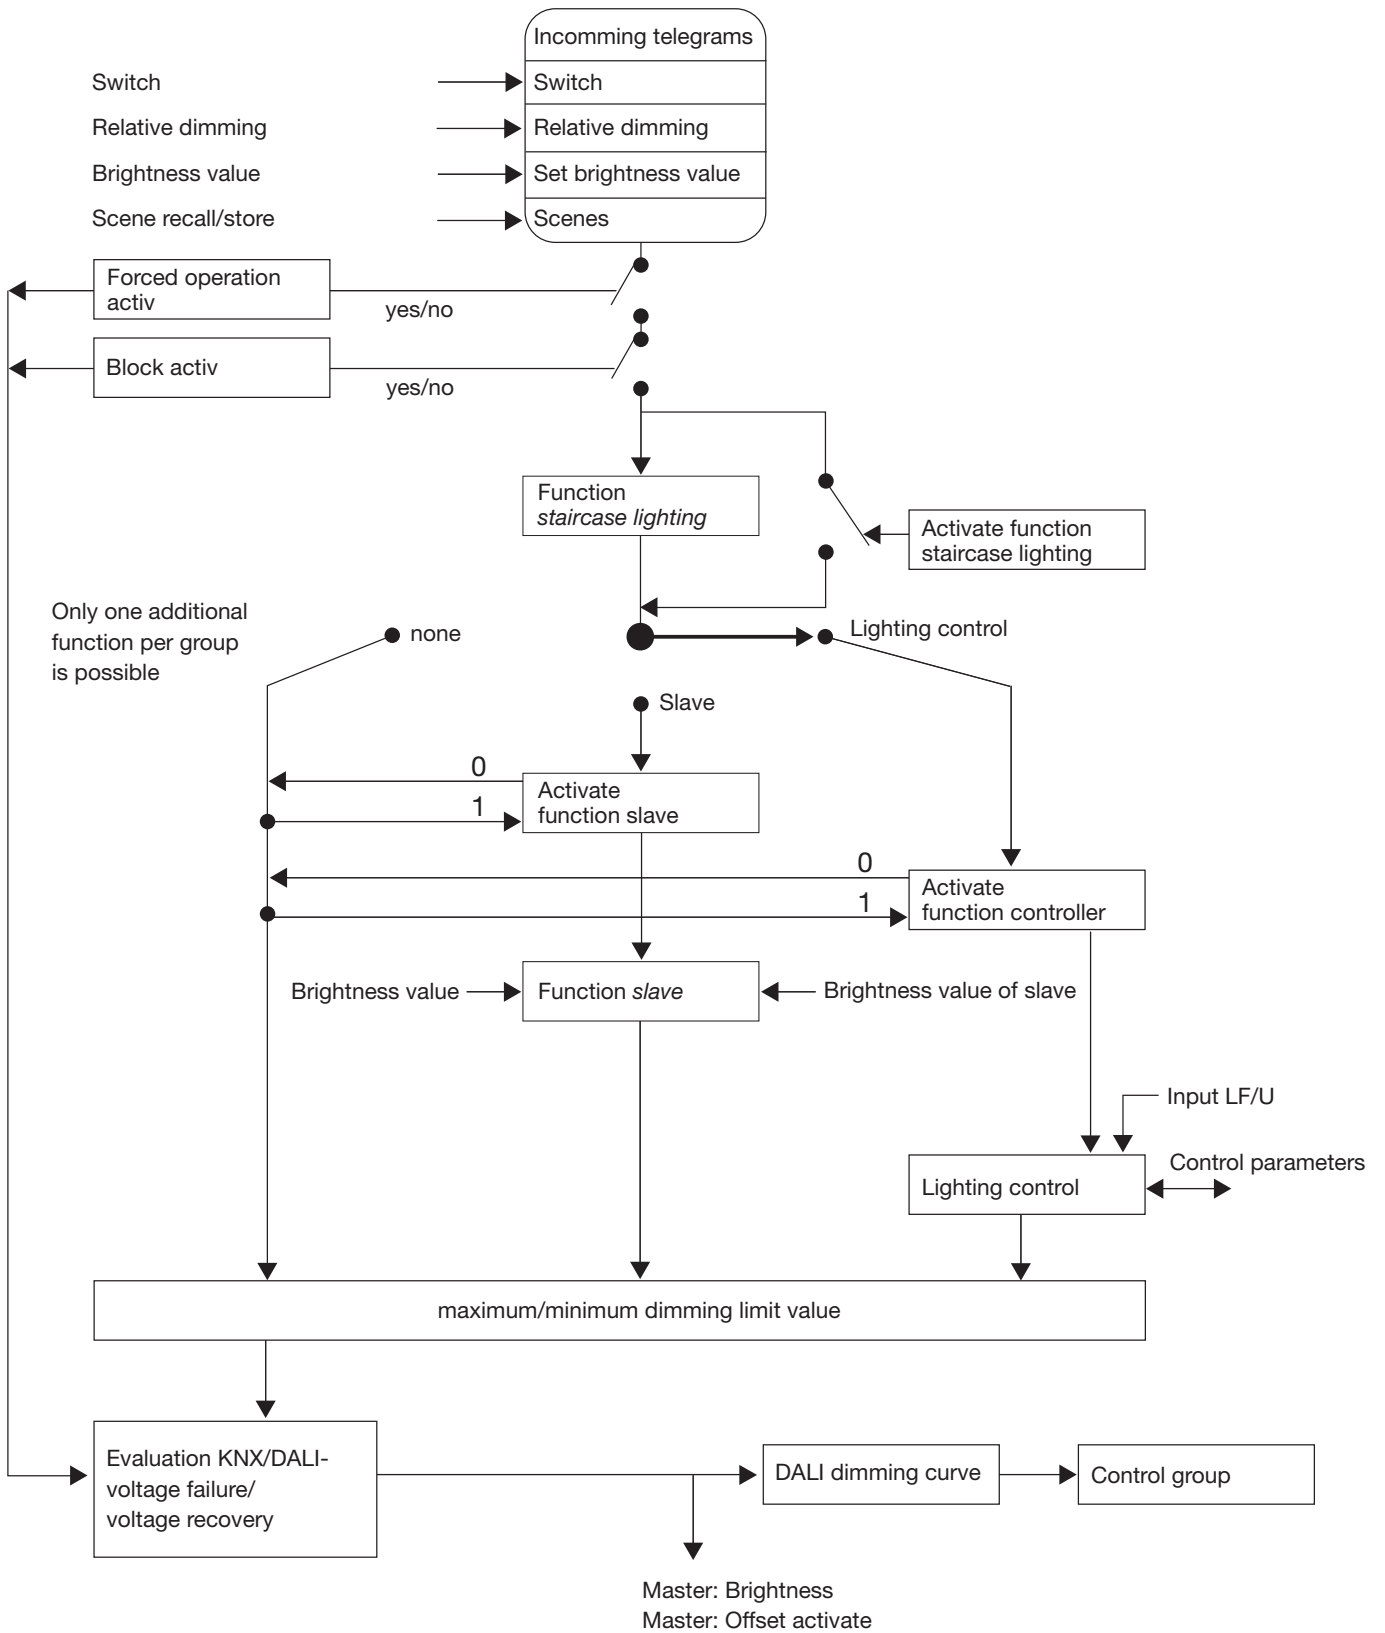 Incomming telegrams
Switch
Switch
Relative dimming
Relative dimming
Brightness value
Set brightness value
Scene recall/store
Scenes
Forced operation
activ
yes/no
Block activ
yes/no
Function
staircase lighting
Activate function
staircase lighting
Only one additional
function per group
is possible
none
Lighting control
Slave
0
1
Activate
function slave
0
1
Activate
function controller
Brightness value
Function slave
Brightness value of slave
Input LF/U
Control parameters
Lighting control
maximum/minimum dimming limit value
Evaluation KNX/DALI-
voltage failure/
voltage recovery
DALI dimming curve
Control group
Master: Brightness
Master: Offset activate